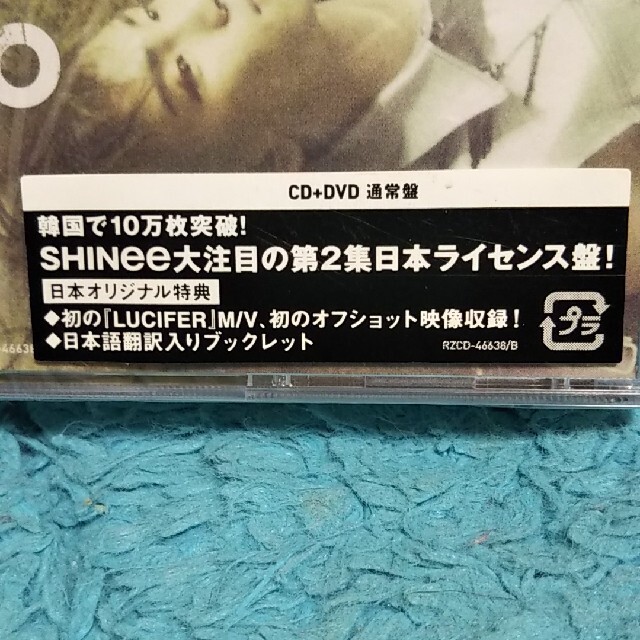 O
CD+DVD 通常盤
韓国で10万枚突破!
SHINee大注目の第2集日本ライセンス盤!
日本オリジナル特典
◆初の『LUCIFER』M/V、初のオフショット映像収録!
◆日本語翻訳入りブックレット
RZCD-46638/B
プラ
-46638